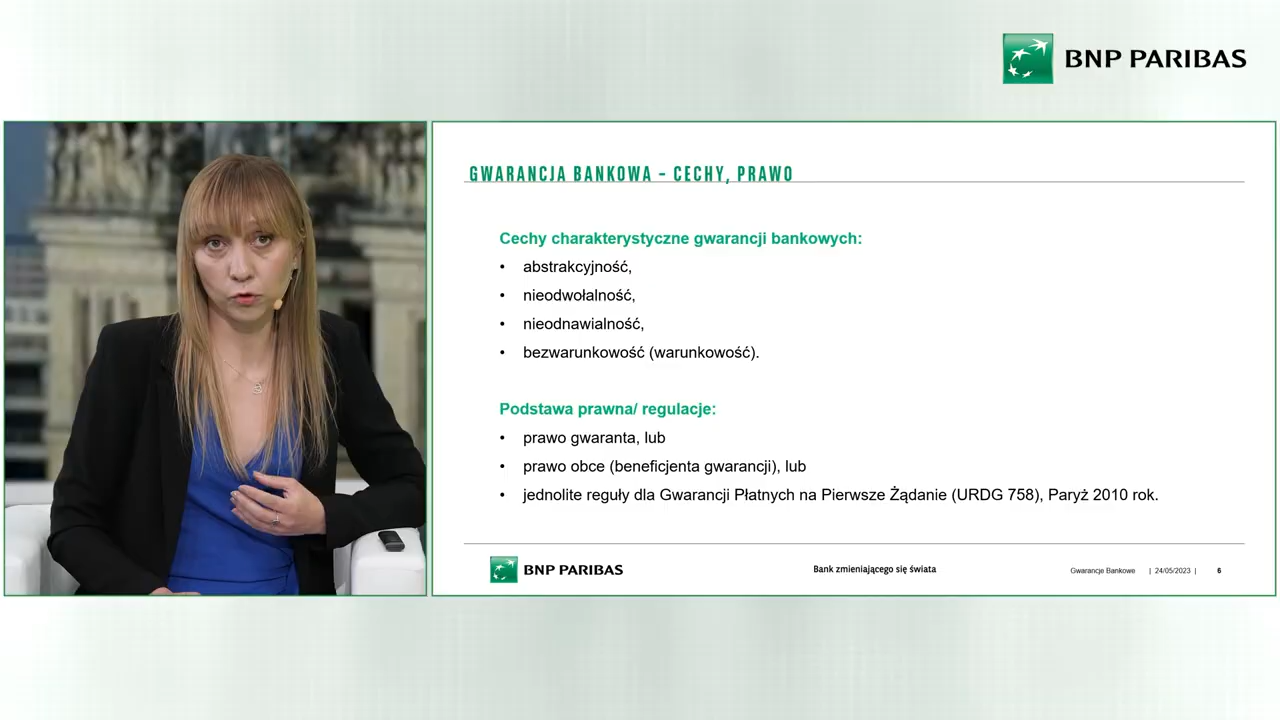 BNP PARIBAS
GWARANCJA BANKOWA – CECHY, PRAWO
Cechy charakterystyczne gwarancji bankowych:
• abstrakcyjność,
• nieodwołalność,
• nieodnawialność,
• bezwarunkowość (warunkowość).
Podstawa prawna/ regulacje:
• prawo gwaranta, lub
• prawo obce (beneficjenta gwarancji), lub
• jednolite reguły dla Gwarancji Płatnych na Pierwsze Żądanie (URDG 758), Paryż 2010 rok.
BNP PARIBAS
Bank zmieniającego się świata
Gwarancje Bankowe | 24/05/2023 | 6